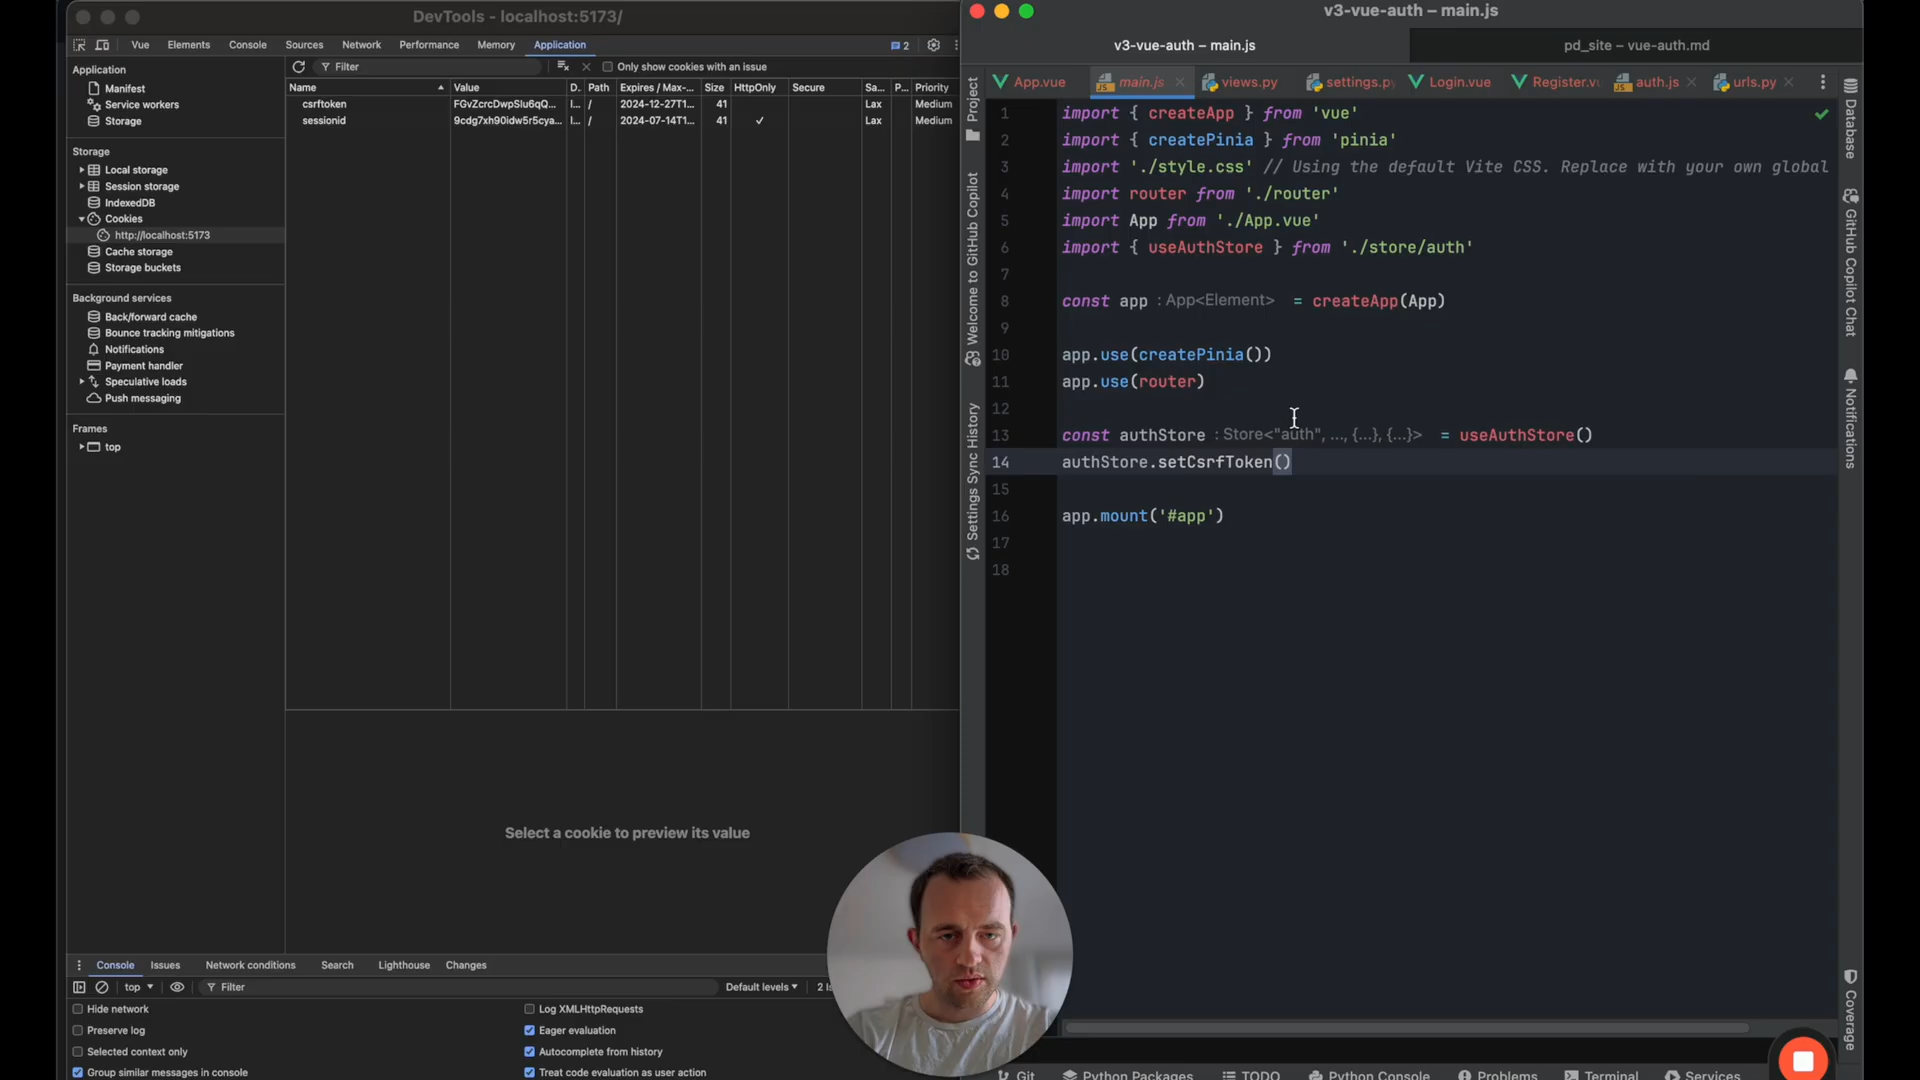 DevTools - localhost:5173/
Vue Elements Console Sources Network Performance Memory Application 2
Application
Manifest
Service workers
Storage
Storage
Local storage
Session storage
IndexedDB
Cookies
http://localhost:5173
Cache storage
Storage buckets
Background services
Back/forward cache
Bounce tracking mitigations
Notifications
Payment handler
Speculative loads
Push messaging
Frames
top
Filter Only show cookies with an issue
Name Value D. Path Expires / Max-... Size HttpOnly Secure Sa... P... Priority
csrftoken FGvZcrcDwpSlu6qQ... l... / 2024-12-27T1... 41 Lax Medium
sessionid 9cdg7xh90idw5r5cya... l... / 2024-07-14T1... 41 ✓ Lax Medium
Select a cookie to preview its value
Console Issues Network conditions Search Lighthouse Changes
top Filter Default levels
Hide network Log XMLHttpRequests
Preserve log Eager evaluation
Selected context only Autocomplete from history
Group similar messages in console Treat code evaluation as user action
v3-vue-auth – main.js
v3-vue-auth – main.js pd_site – vue-auth.md
App.vue main.js views.py settings.py Login.vue Register.vu auth.js urls.py
Project
Welcome to GitHub Copilot
Settings Sync History
1 import { createApp } from 'vue'
2 import { createPinia } from 'pinia'
3 import './style.css' // Using the default Vite CSS. Replace with your own global
4 import router from './router'
5 import App from './App.vue'
6 import { useAuthStore } from './store/auth'
7
8 const app : App<Element> = createApp(App)
9
10 app.use(createPinia())
11 app.use(router)
12
13 const authStore : Store<"auth", ..., {...}, {...}> = useAuthStore()
14 authStore.setCsrfToken()
15
16 app.mount('#app')
17
18
Database
GitHub Copilot Chat
Notifications
Coverage
Git Python Packages TODO Python Console Problems Terminal Services